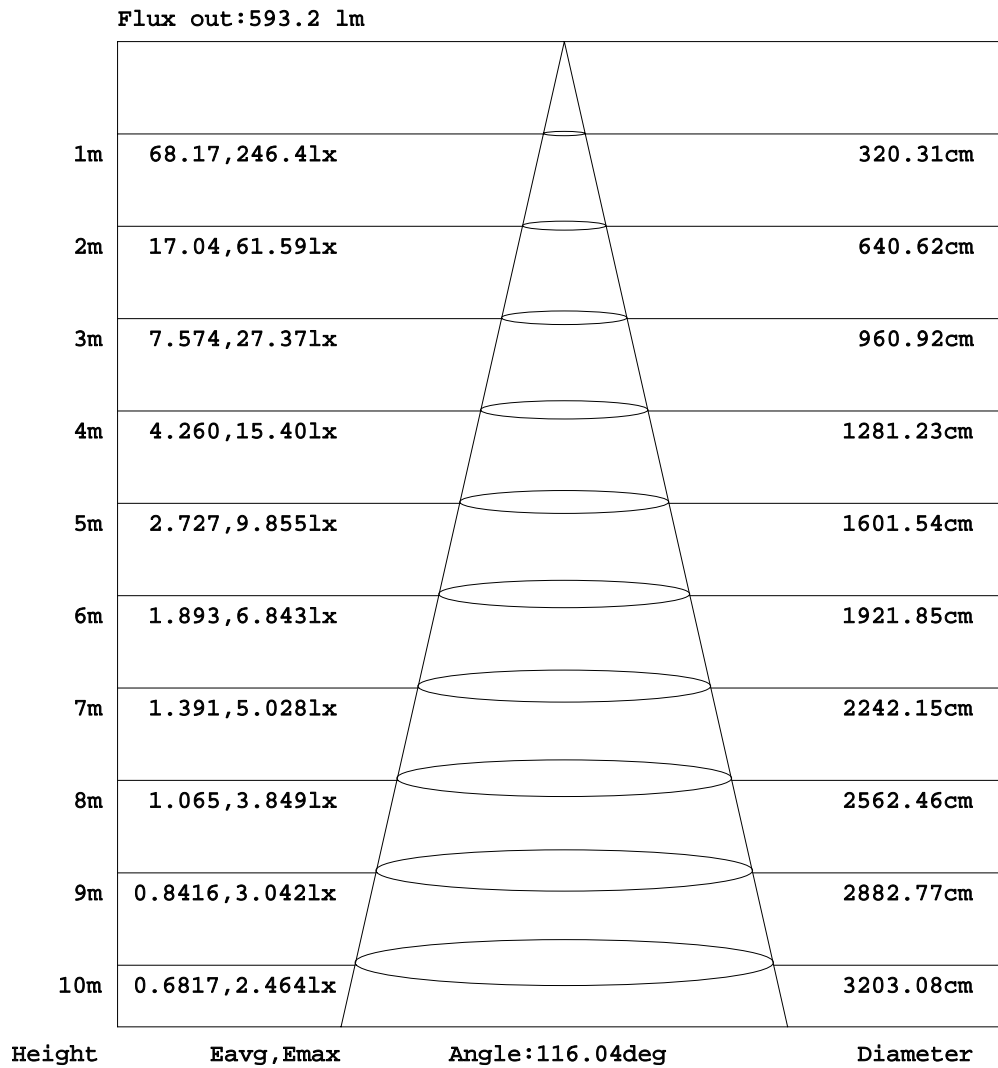 Flux out:593.2 lm
1m 68.17,246.4lx 320.31cm
2m 17.04,61.59lx 640.62cm
3m 7.574,27.37lx 960.92cm
4m 4.260,15.40lx 1281.23cm
5m 2.727,9.855lx 1601.54cm
6m 1.893,6.843lx 1921.85cm
7m 1.391,5.028lx 2242.15cm
8m 1.065,3.849lx 2562.46cm
9m 0.8416,3.042lx 2882.77cm
10m 0.6817,2.464lx 3203.08cm
Height Eavg,Emax Angle:116.04deg Diameter